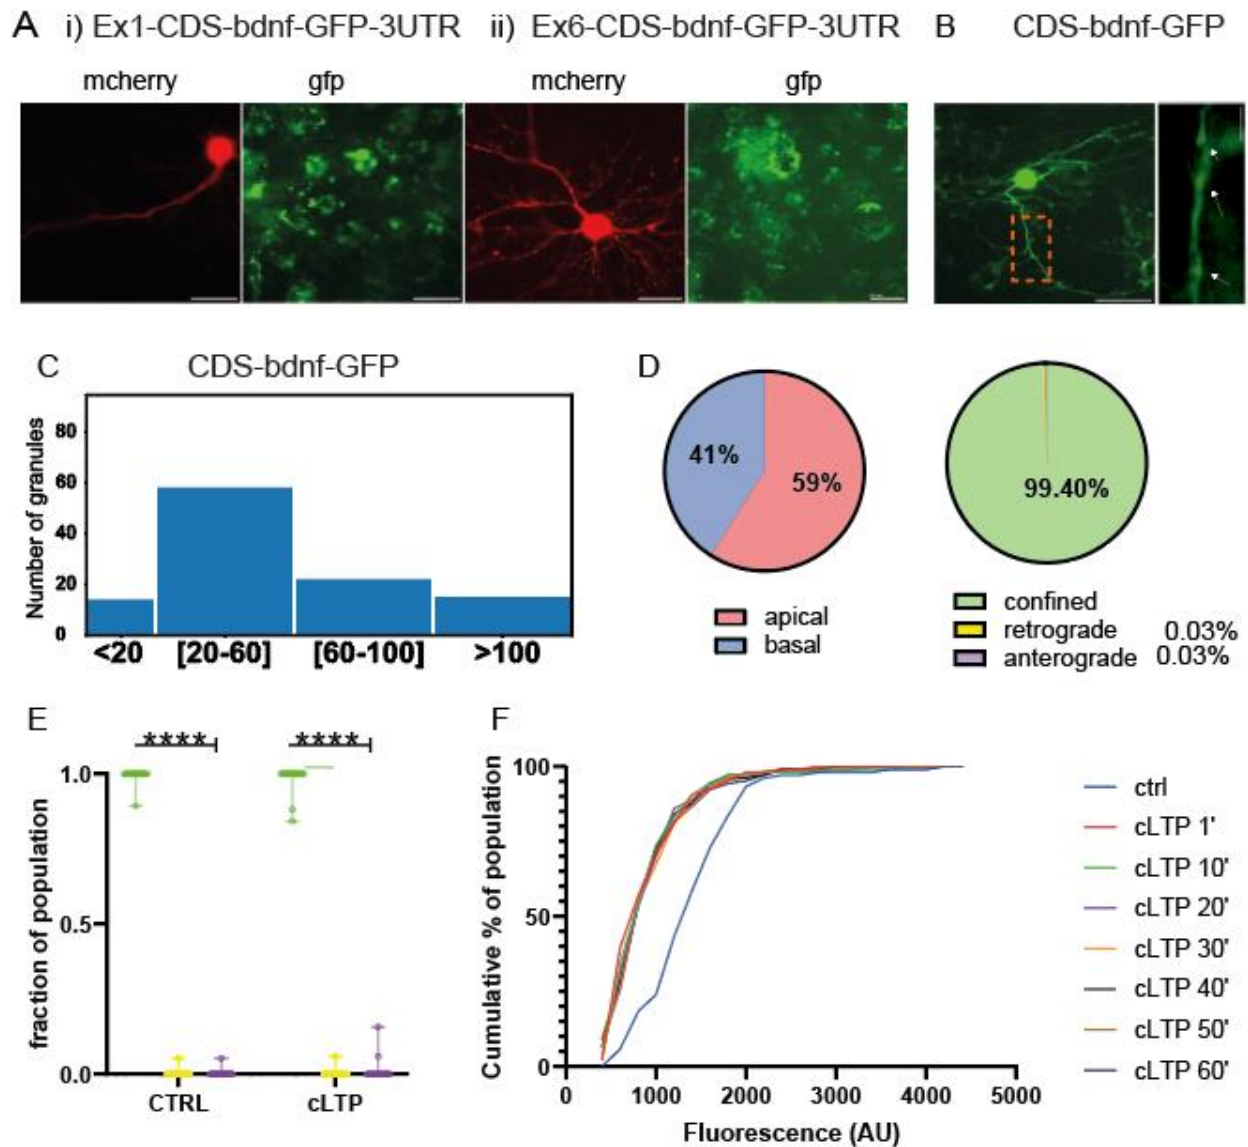 A i) Ex1-CDS-bdnf-GFP-3UTR ii) Ex6-CDS-bdnf-GFP-3UTR B CDS-bdnf-GFP
mcherry gfp mcherry gfp
C CDS-bdnf-GFP
Number of granules
80
60
40
20
0
<20 [20-60] [60-100] >100
D
41%
59%
apical
basal
99.40%
confined
retrograde 0.03%
anterograde 0.03%
E
fraction of population
**** ****
1.0
0.5
0.0
CTRL cLTP
F
Cumulative % of population
100
50
0
0 1000 2000 3000 4000 5000
Fluorescence (AU)
ctrl
cLTP 1'
cLTP 10'
cLTP 20'
cLTP 30'
cLTP 40'
cLTP 50'
cLTP 60'